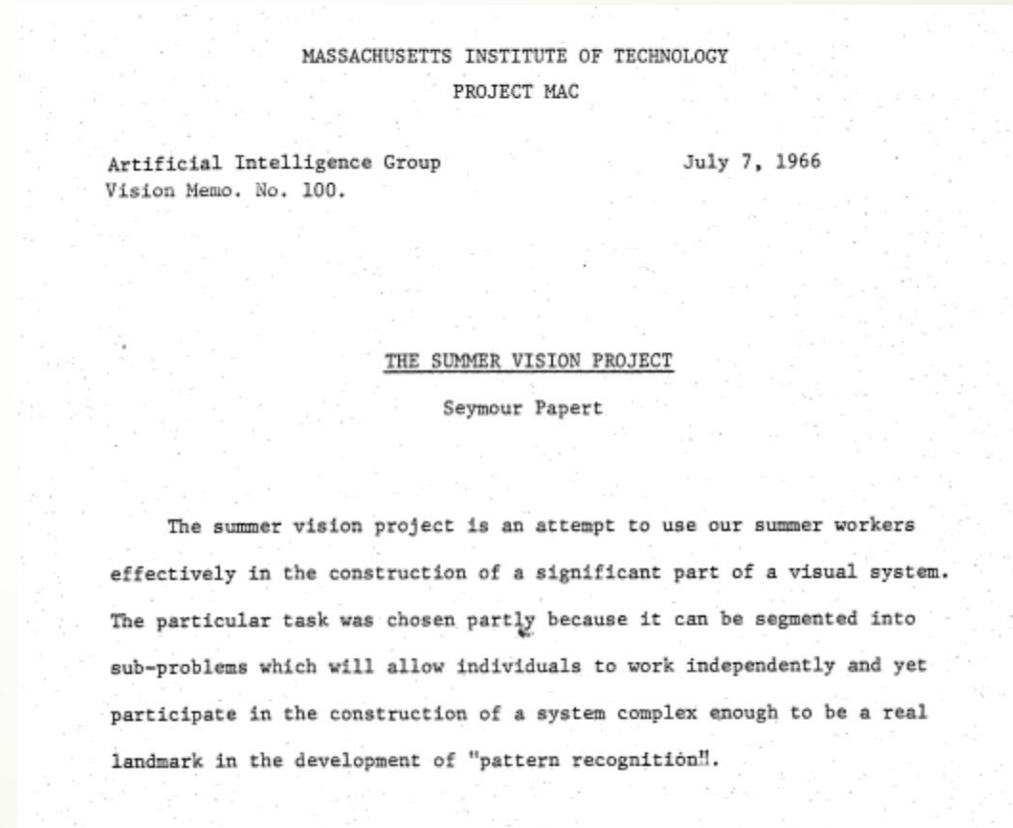 MASSACHUSETTS INSTITUTE OF TECHNOLOGY
PROJECT MAC
Artificial Intelligence Group July 7, 1966
Vision Memo. No. 100.
THE SUMMER VISION PROJECT
Seymour Papert
The summer vision project is an attempt to use our summer workers
effectively in the construction of a significant part of a visual system.
The particular task was chosen partly because it can be segmented into
sub-problems which will allow individuals to work independently and yet
participate in the construction of a system complex enough to be a real
landmark in the development of "pattern recognition".